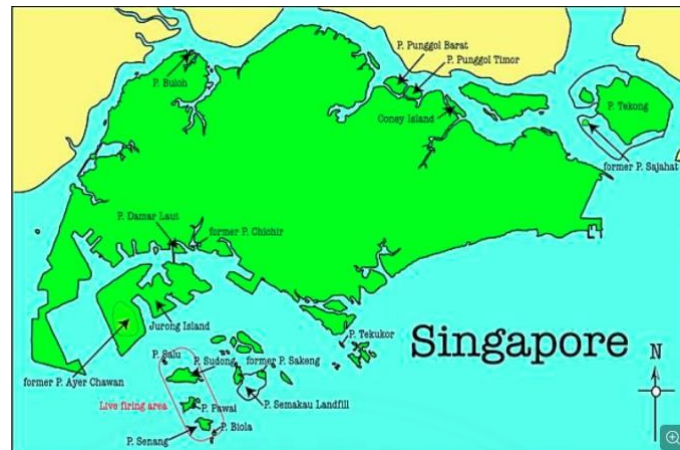 P. Punggol Barat
P. Punggol Timor
P. Buloh
P. Tekong
Coney Island
former P. Sajahat
P. Damar Laut
former P. Chichir
Jurong Island
P. Tekukor
Singapore
N
P. Salu
P. Sudong
former P. Sakeng
former P. Ayer Chawan
Live firing area
P. Pawai
P. Semakau Landfill
P. Senang
P. Biola